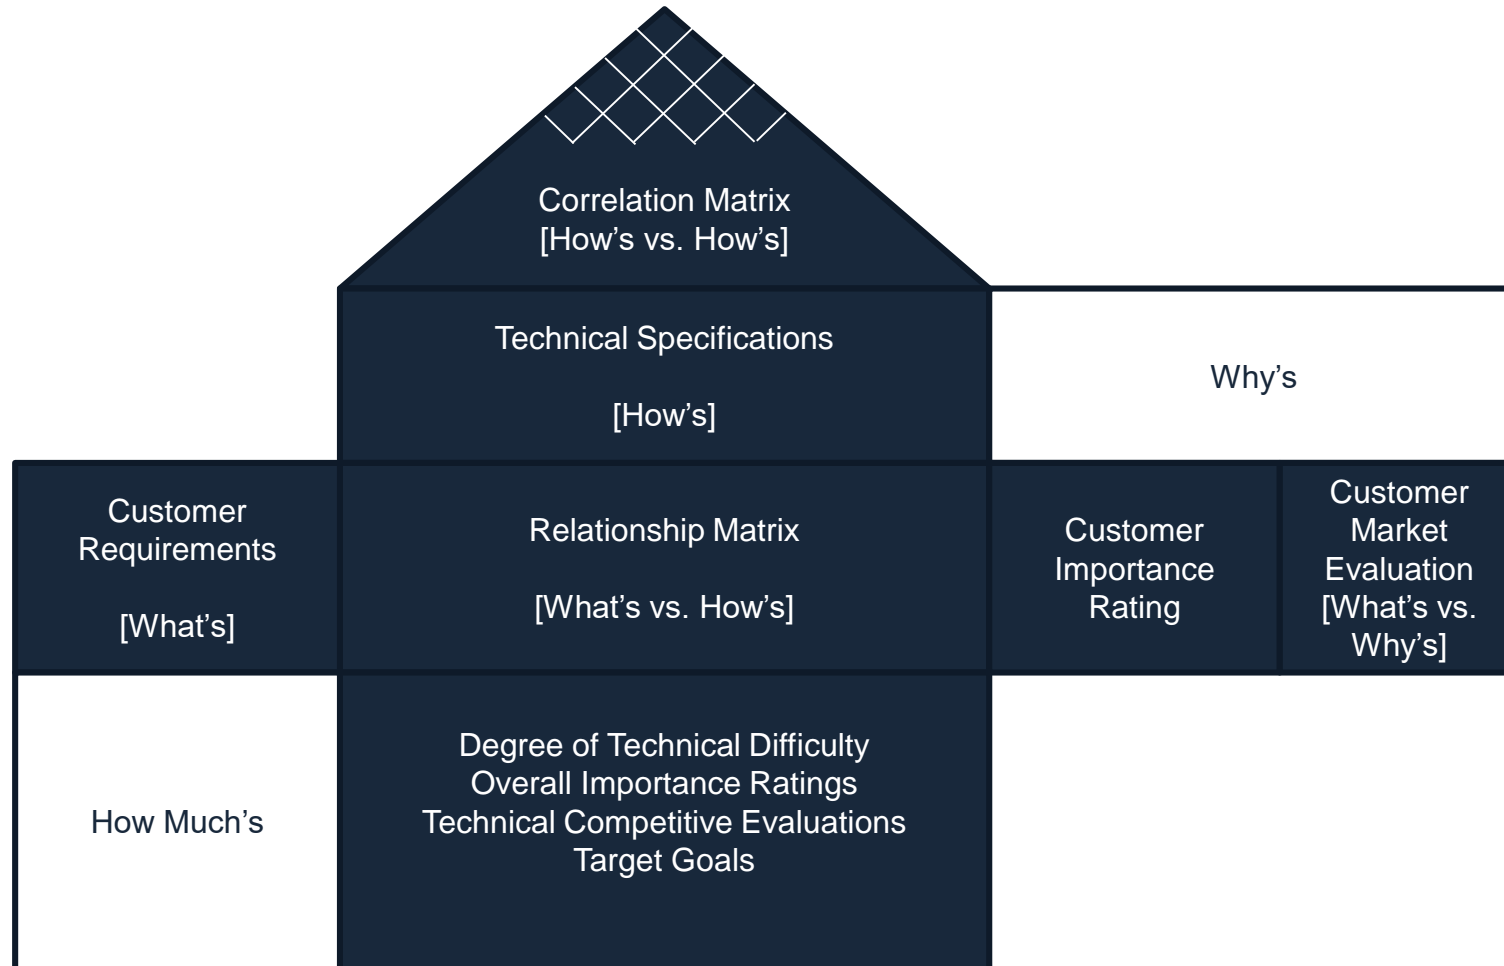 Correlation Matrix
[How’s vs. How’s]
Technical Specifications
[How’s]
Why’s
Customer
Requirements
[What’s]
Relationship Matrix
[What’s vs. How’s]
Customer
Importance
Rating
Customer
Market
Evaluation
[What’s vs.
Why’s]
How Much’s
Degree of Technical Difficulty
Overall Importance Ratings
Technical Competitive Evaluations
Target Goals